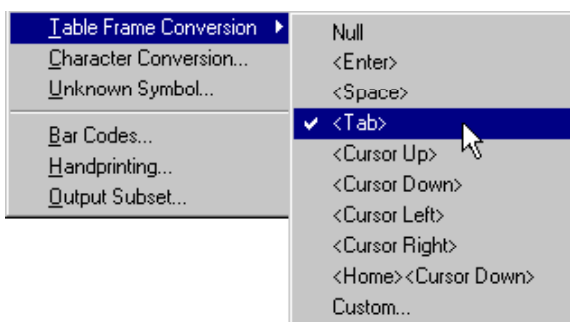 Table Frame Conversion
Character Conversion...
Unknown Symbol...
Bar Codes...
Handprinting...
Output Subset...
Null
<Enter>
<Space>
<Tab>
<Cursor Up>
<Cursor Down>
<Cursor Left>
<Cursor Right>
<Home><Cursor Down>
Custom...